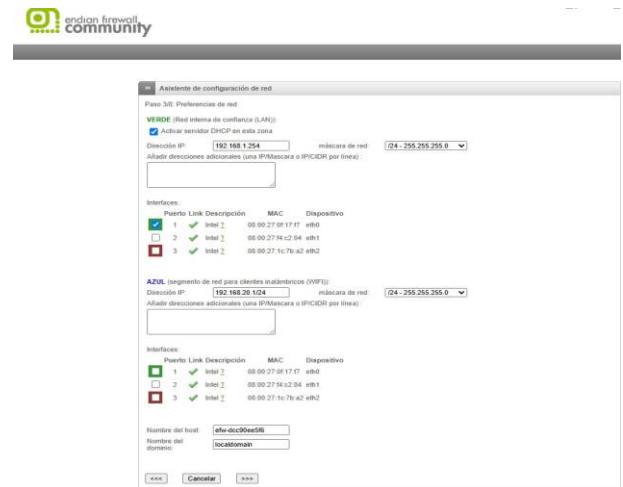 endian firewall
community
Asistente de configuración de red
Paso 3/8: Preferencias de red
VERDE (Red interna de confianza (LAN)):
Activar servidor DHCP en esta zona
Dirección IP: 192.168.1.254 máscara de red: /24 - 255.255.255.0
Añadir direcciones adicionales (una IP/Mascara o IP/CIDR por línea) :
Interfaces:
Puerto Link Descripción MAC Dispositivo
1 Intel ? 08:00:27:0f:17:f7 eth0
2 Intel ? 08:00:27:f4:c2:04 eth1
3 Intel ? 08:00:27:1c:7b:a2 eth2
AZUL (segmento de red para clientes inalámbricos (WIFI)):
Dirección IP: 192.168.20.1/24 máscara de red: /24 - 255.255.255.0
Añadir direcciones adicionales (una IP/Mascara o IP/CIDR por línea) :
Interfaces:
Puerto Link Descripción MAC Dispositivo
1 Intel ? 08:00:27:0f:17:f7 eth0
2 Intel ? 08:00:27:f4:c2:04 eth1
3 Intel ? 08:00:27:1c:7b:a2 eth2
Nombre del host: efw-dcc90ee5f6
Nombre del
dominio: localdomain
<<< Cancelar >>>